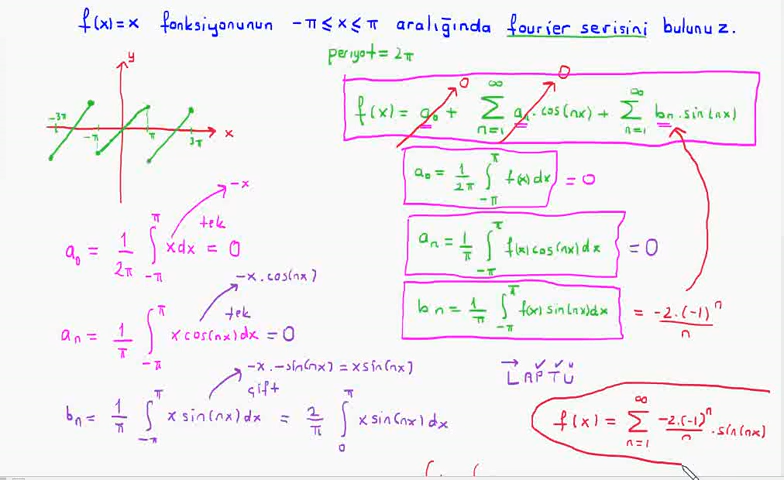 f(x)=x fonksiyonunun -π≤x≤π aralığında fourier serisini bulunuz.
periyot=2π
y
-3π -π π 3π x
0 0
f(x) = a₀ + ∑_{n=1}^{∞} aₙ.cos(nx) + ∑_{n=1}^{∞} bₙ.sin(nx)
a₀ = 1/2π ∫_{-π}^{π} f(x)dx = 0
-x
tek
a₀ = 1/2π ∫_{-π}^{π} xdx = 0
aₙ = 1/π ∫_{-π}^{π} f(x)cos(nx)dx = 0
-x.cos(nx)
tek
aₙ = 1/π ∫_{-π}^{π} xcos(nx)dx = 0
bₙ = 1/π ∫_{-π}^{π} f(x)sin(nx)dx = -2.(-1)ⁿ/n
-x.-sin(nx) = xsin(nx)
çift
bₙ = 1/π ∫_{-π}^{π} xsin(nx)dx = 2/π ∫_{0}^{π} xsin(nx)dx
LAPTÜ
f(x) = ∑_{n=1}^{∞} -2.(-1)ⁿ/n .sin(nx)